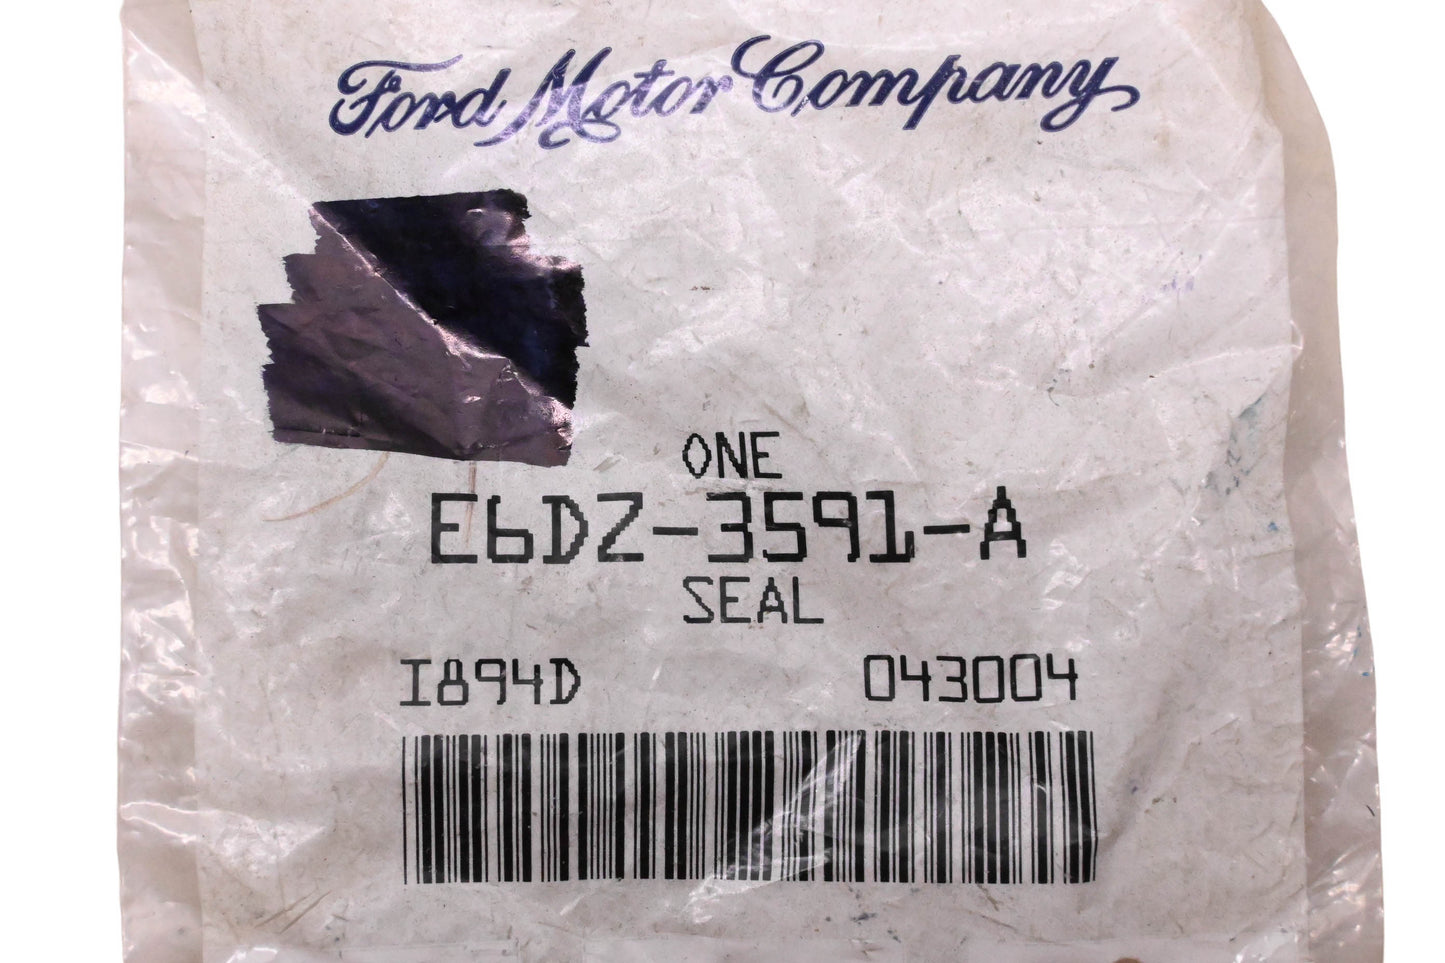 Ford Motor Company
ONE
E6DZ-3591-A
SEAL
I894D 043004